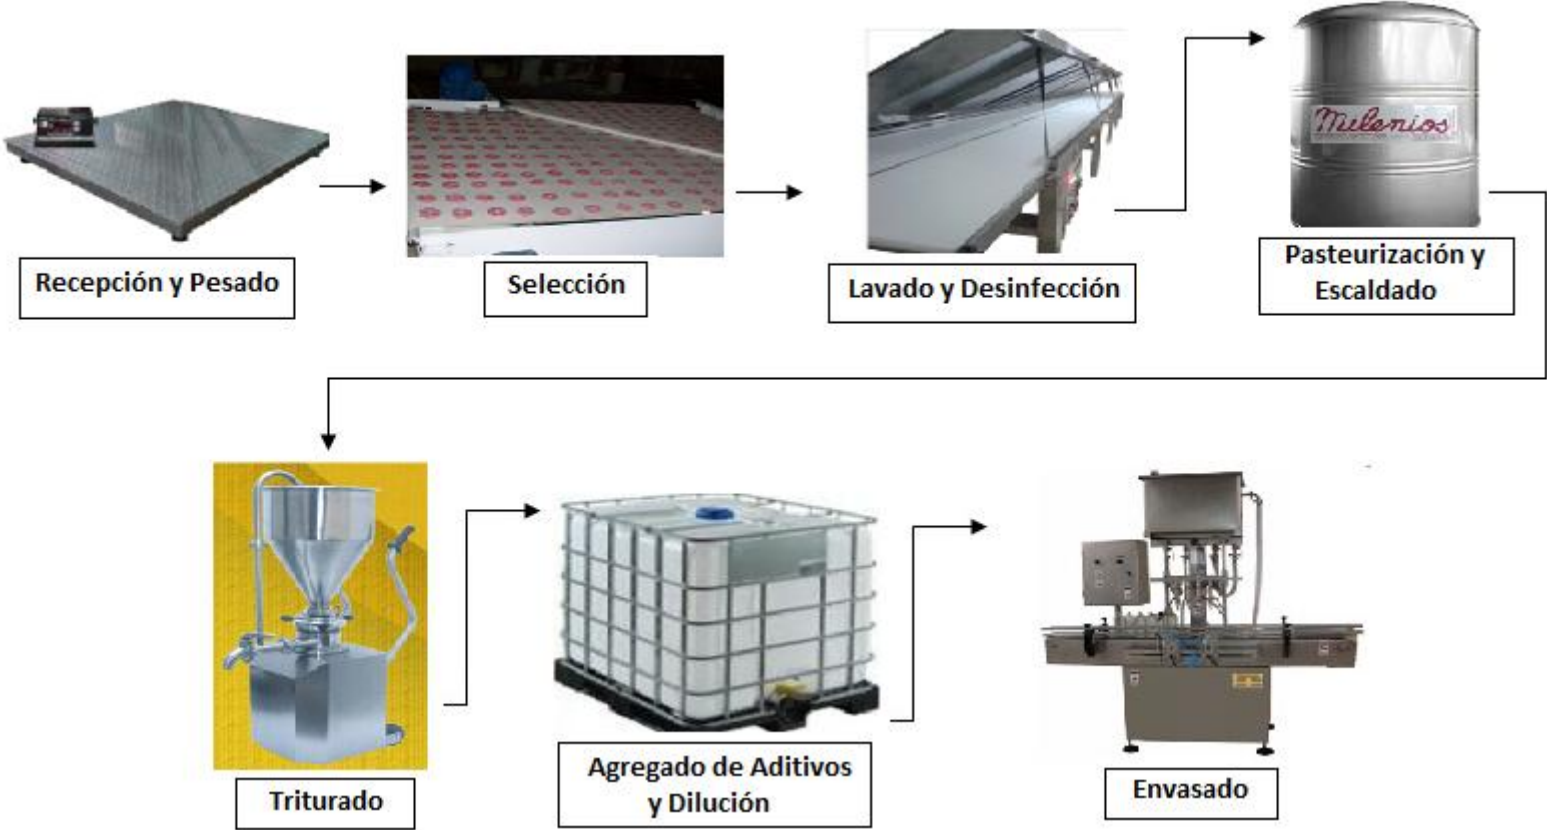 Milenios
Recepción y Pesado
Selección
Lavado y Desinfección
Pasteurización y
Escaldado
Triturado
Agregado de Aditivos
y Dilución
Envasado